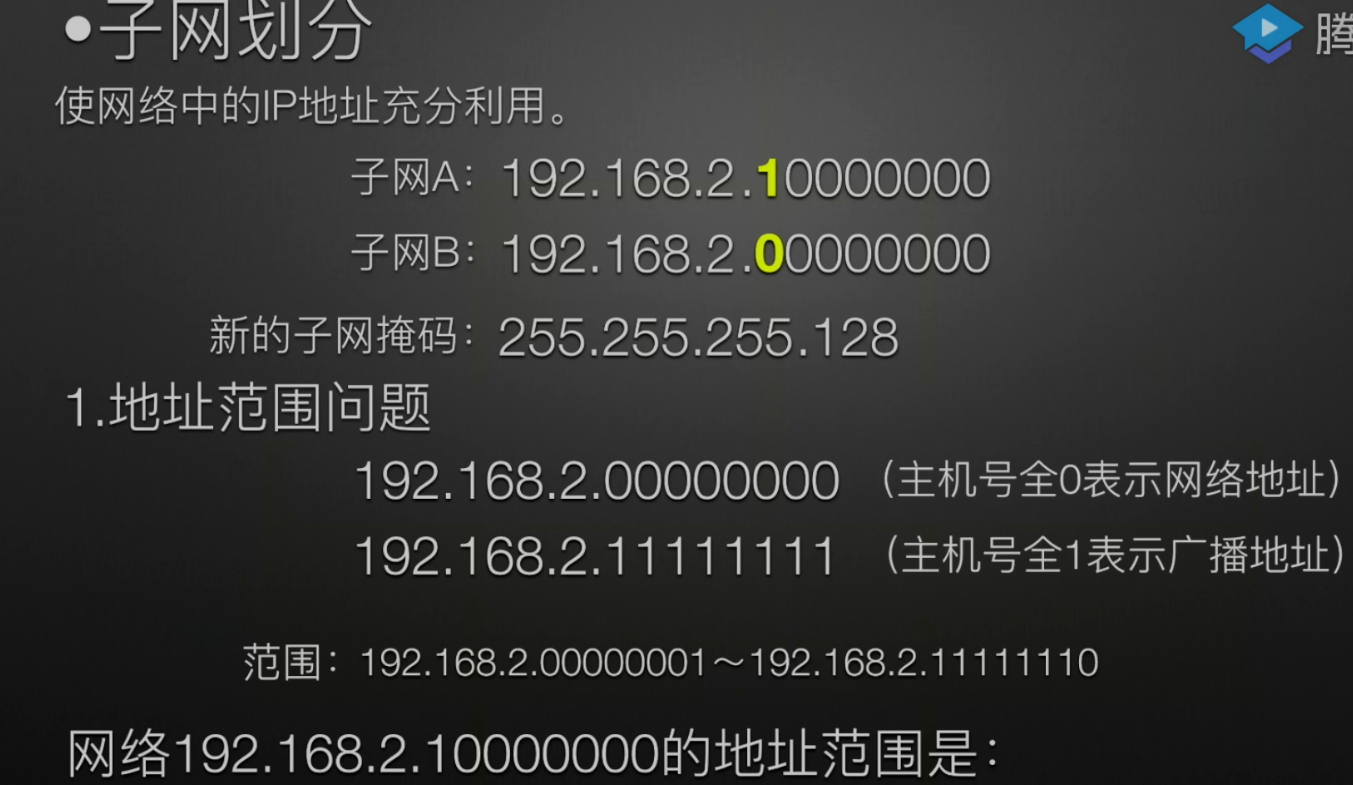 •子网划分
腾
使网络中的IP地址充分利用。
子网A：192.168.2.10000000
子网B：192.168.2.00000000
新的子网掩码：255.255.255.128
1.地址范围问题
192.168.2.00000000 （主机号全0表示网络地址）
192.168.2.11111111 （主机号全1表示广播地址）
范围：192.168.2.00000001～192.168.2.11111110
网络192.168.2.10000000的地址范围是：